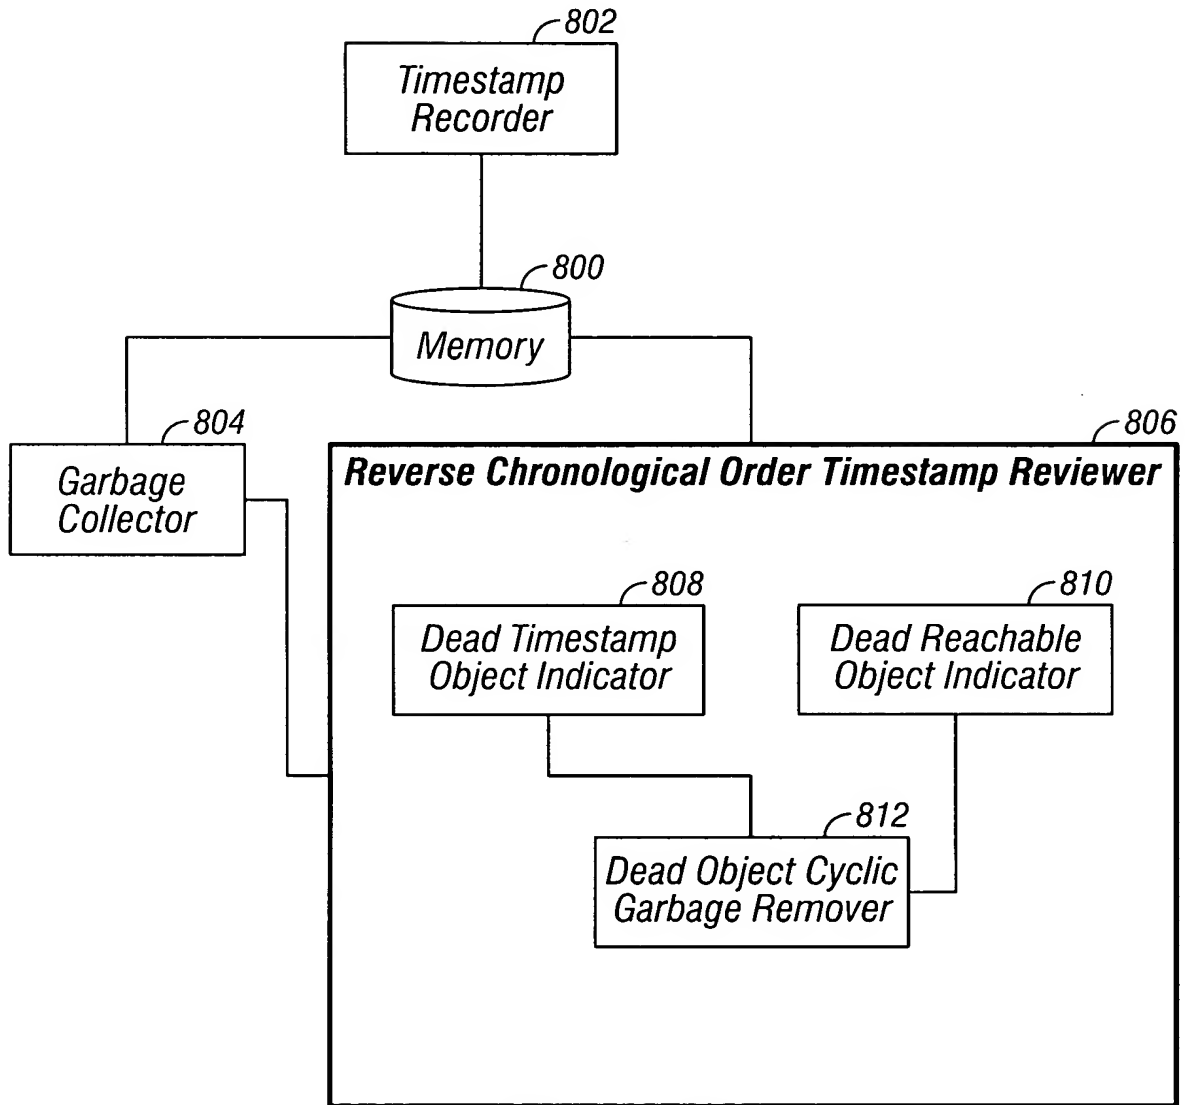 802
Timestamp
Recorder
800
Memory
804
Garbage
Collector
806
Reverse Chronological Order Timestamp Reviewer
808
Dead Timestamp
Object Indicator
810
Dead Reachable
Object Indicator
812
Dead Object Cyclic
Garbage Remover